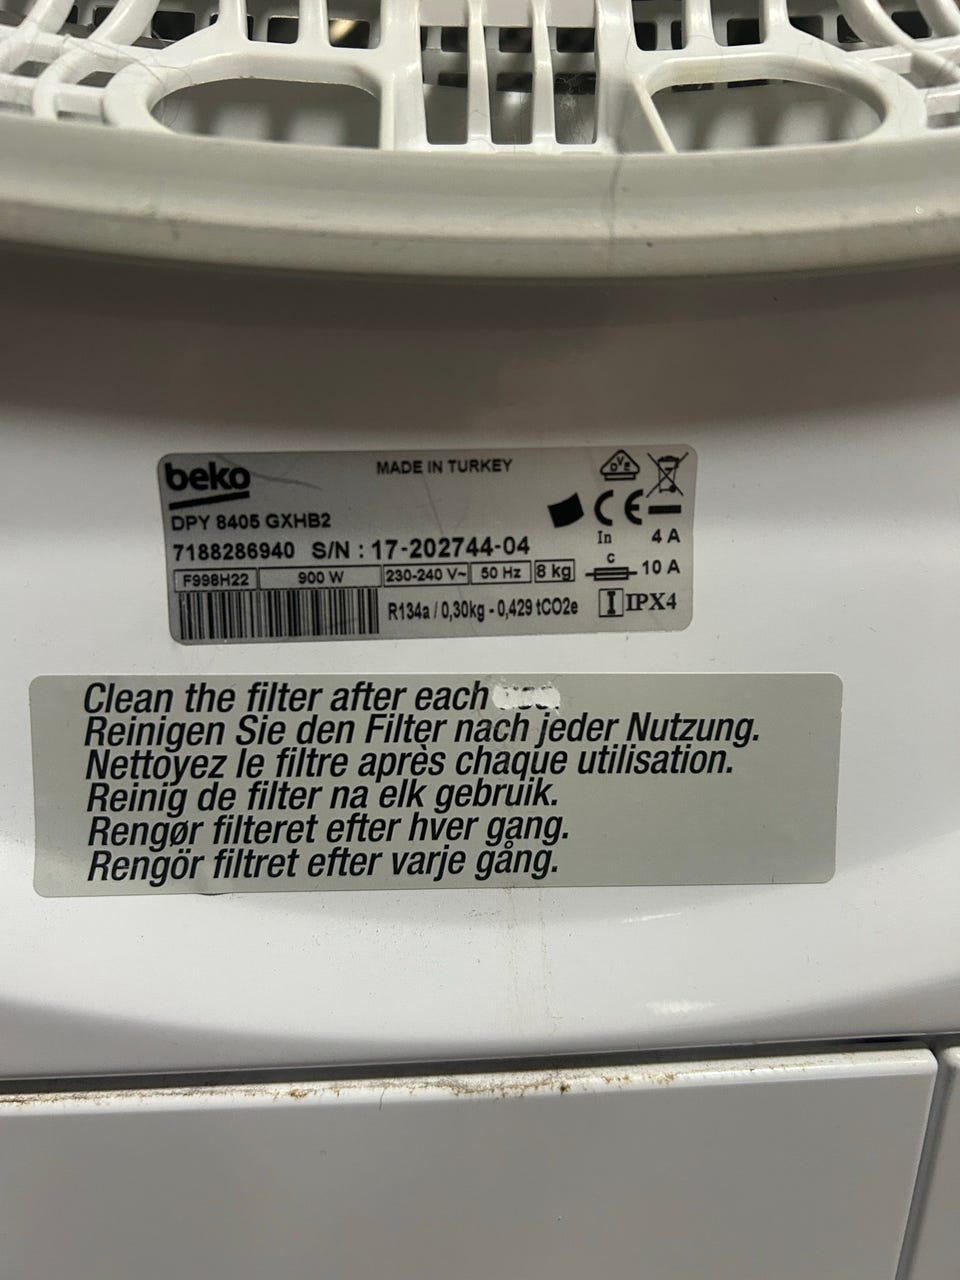 beko
MADE IN TURKEY
DPY 8405 GXHB2
7188286940 S/N : 17-202744-04
F998H22 900 W 230-240 V~ 50 Hz 8 kg
R134a / 0,30kg - 0,429 tCO2e
OVE
CE
In 4 A
c 10 A
IPX4
Clean the filter after each
Reinigen Sie den Filter nach jeder Nutzung.
Nettoyez le filtre après chaque utilisation.
Reinig de filter na elk gebruik.
Rengør filteret efter hver gang.
Rengör filtret efter varje gång.